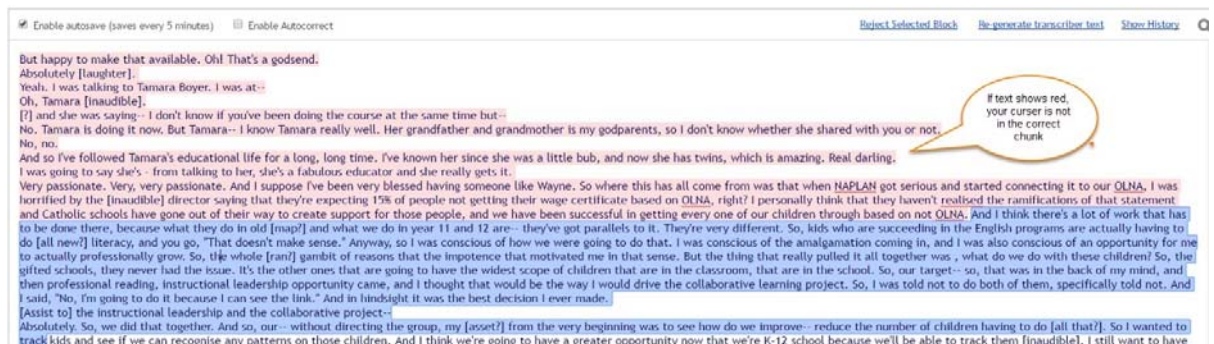 Enable autosave (saves every 5 minutes) Enable Autocorrect Reject Selected Block Re-generate transcriber text Show History
But happy to make that available. Oh! That's a godsend.
Absolutely [laughter].
Yeah. I was talking to Tamara Boyer. I was at--
Oh, Tamara [inaudible].
[?] and she was saying-- I don't know if you've been doing the course at the same time but--
No. Tamara is doing it now. But Tamara-- I know Tamara really well. Her grandfather and grandmother is my godparents, so I don't know whether she shared with you or not.
No, no.
And so I've followed Tamara's educational life for a long, long time. I've known her since she was a little bub, and now she has twins, which is amazing. Real darling.
I was going to say she's - from talking to her, she's a fabulous educator and she really gets it.
Very passionate. Very, very passionate. And I suppose I've been very blessed having someone like Wayne. So where this has all come from was that when NAPLAN got serious and started connecting it to our OLNA, I was
horrified by the [inaudible] director saying that they're expecting 15% of people not getting their wage certificate based on OLNA, right? I personally think that they haven't realised the ramifications of that statement
and Catholic schools have gone out of their way to create support for those people, and we have been successful in getting every one of our children through based on not OLNA. And I think there's a lot of work that has
to be done there, because what they do in old [map?] and what we do in year 11 and 12 are-- they've got parallels to it. They're very different. So, kids who are succeeding in the English programs are actually having to
do [all new?] literacy, and you go, "That doesn't make sense." Anyway, so I was conscious of how we were going to do that. I was conscious of the amalgamation coming in, and I was also conscious of an opportunity for me
to actually professionally grow. So, the whole [ran?] gambit of reasons that the impotence that motivated me in that sense. But the thing that really pulled it all together was , what do we do with these children? So, the
gifted schools, they never had the issue. It's the other ones that are going to have the widest scope of children that are in the classroom, that are in the school. So, our target-- so, that was in the back of my mind, and
then professional reading, instructional leadership opportunity came, and I thought that would be the way I would drive the collaborative learning project. So, I was told not to do both of them, specifically told not. And
I said, "No, I'm going to do it because I can see the link." And in hindsight it was the best decision I ever made.
[Assist to] the instructional leadership and the collaborative project--
Absolutely. So, we did that together. And so, our-- without directing the group, my [asset?] from the very beginning was to see how do we improve-- reduce the number of children having to do [all that?]. So I wanted to
track kids and see if we can recognise any patterns on those children. And I think we're going to have a greater opportunity now that we're K-12 school because we'll be able to track them [inaudible]. I still want to have
If text shows red,
your curser is not
in the correct
chunk